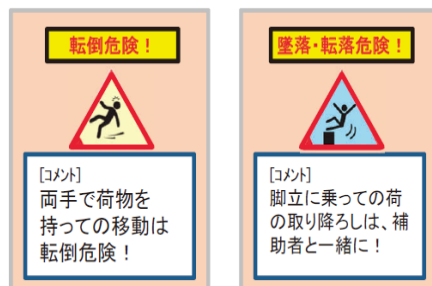 転倒危険！
[コメント]
両手で荷物を
持っての移動は
転倒危険！
墜落・転落危険！
[コメント]
脚立に乗っての荷
の取り降ろしは、補
助者と一緒に！